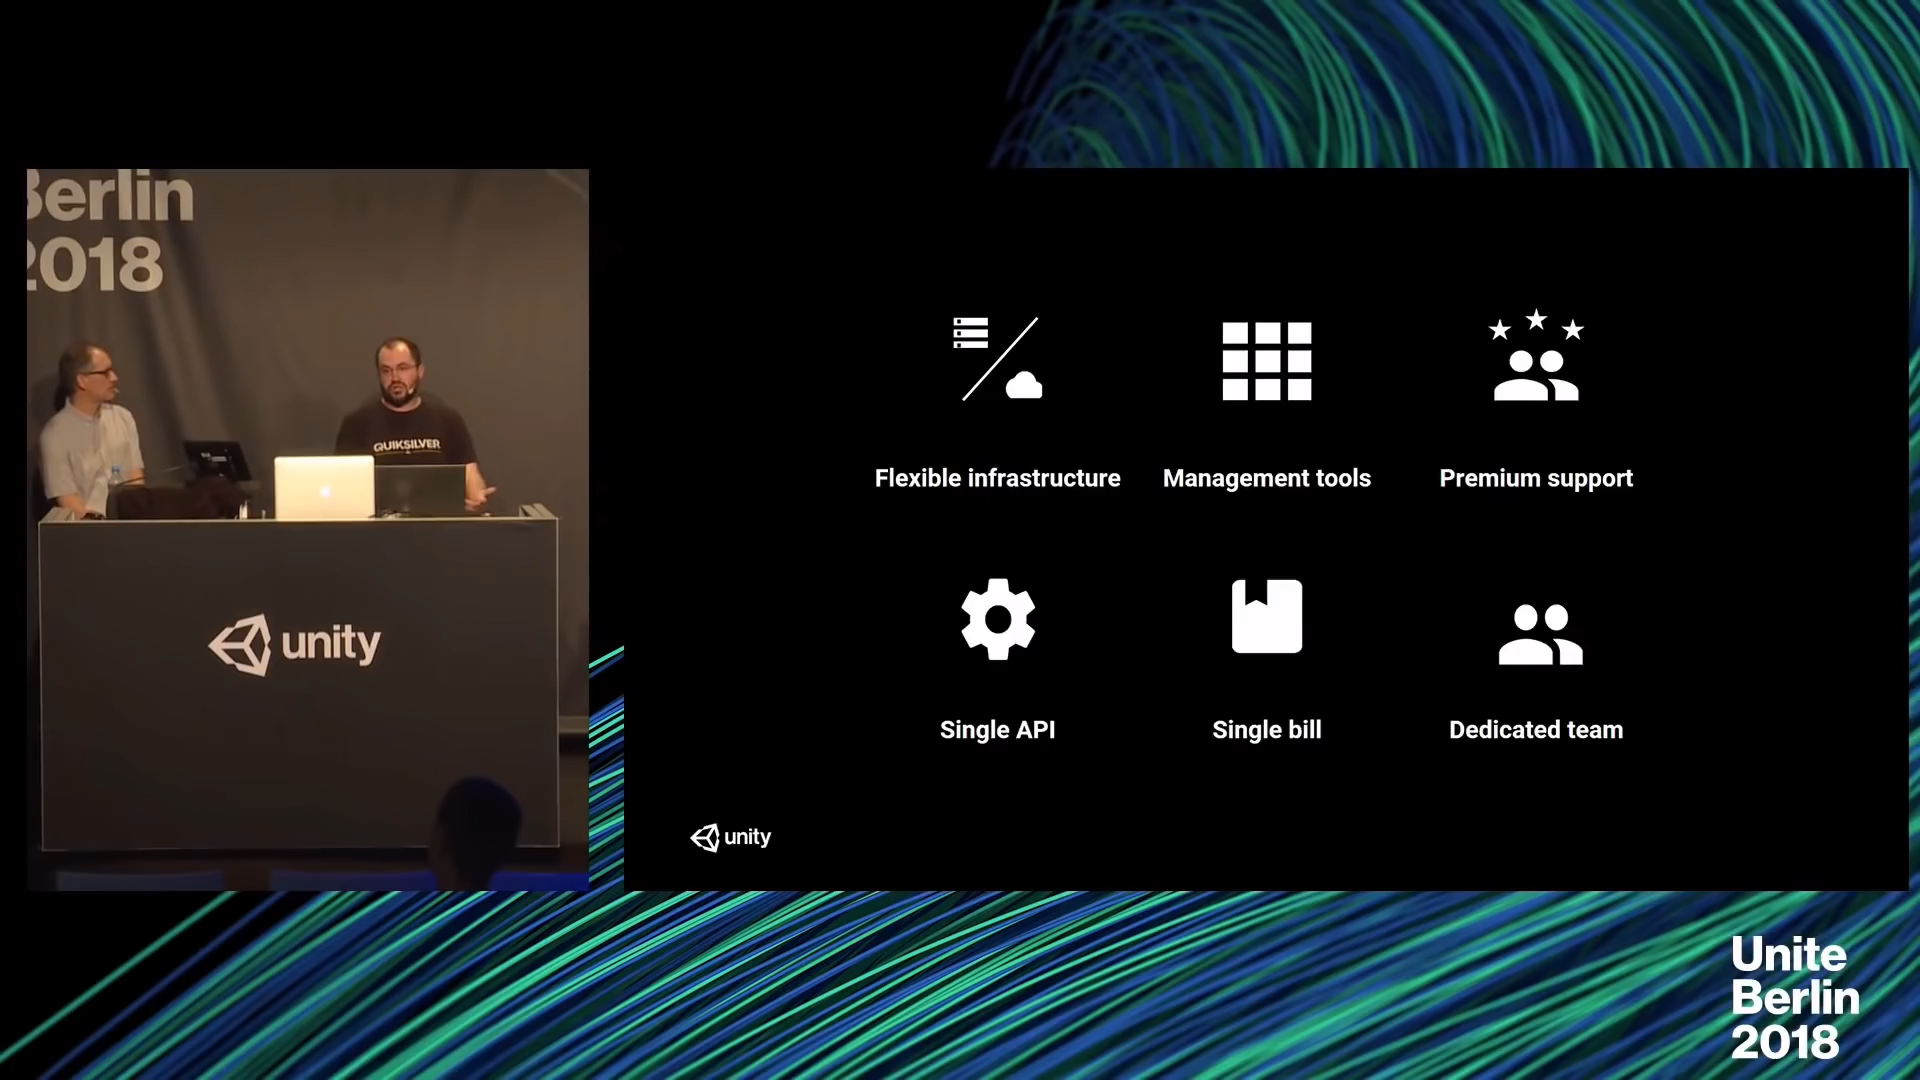 Berlin
2018
QUIKSILVER
unity
Flexible infrastructure
Management tools
Premium support
Single API
Single bill
Dedicated team
unity
Unite
Berlin
2018